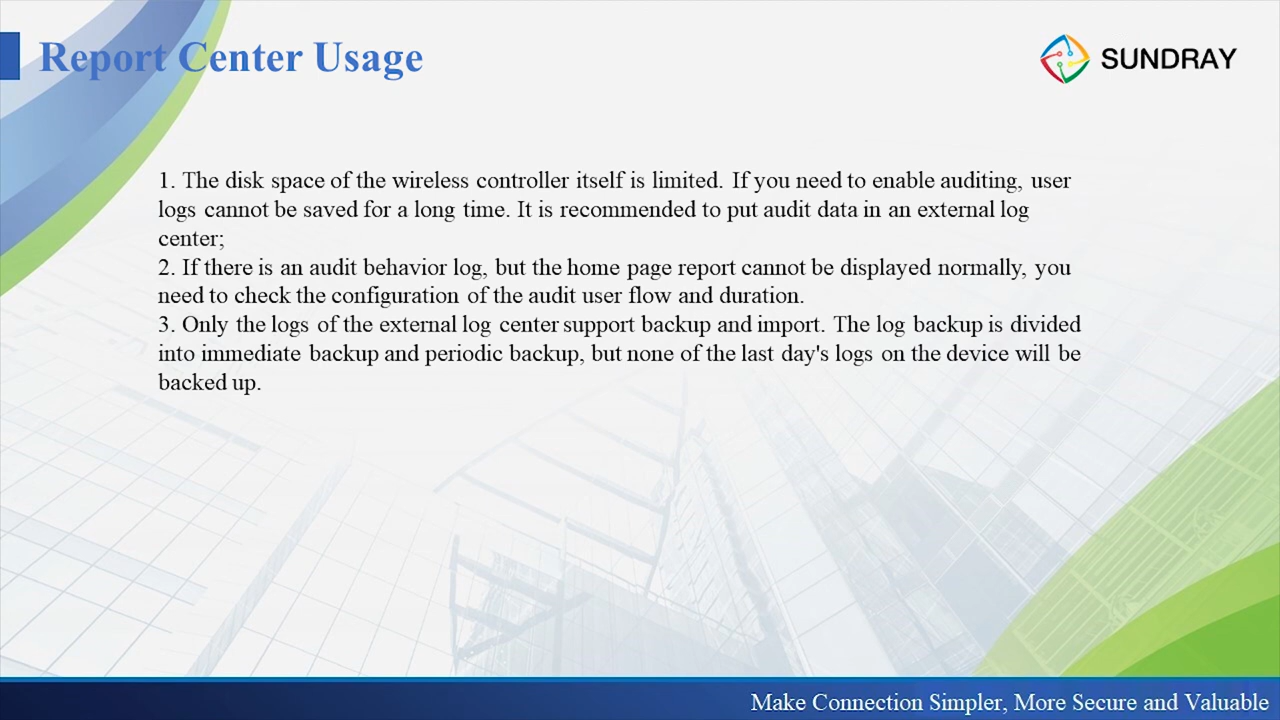 Report Center Usage
SUNDRAY
1. The disk space of the wireless controller itself is limited. If you need to enable auditing, user
logs cannot be saved for a long time. It is recommended to put audit data in an external log
center;
2. If there is an audit behavior log, but the home page report cannot be displayed normally, you
need to check the configuration of the audit user flow and duration.
3. Only the logs of the external log center support backup and import. The log backup is divided
into immediate backup and periodic backup, but none of the last day's logs on the device will be
backed up.
Make Connection Simpler, More Secure and Valuable